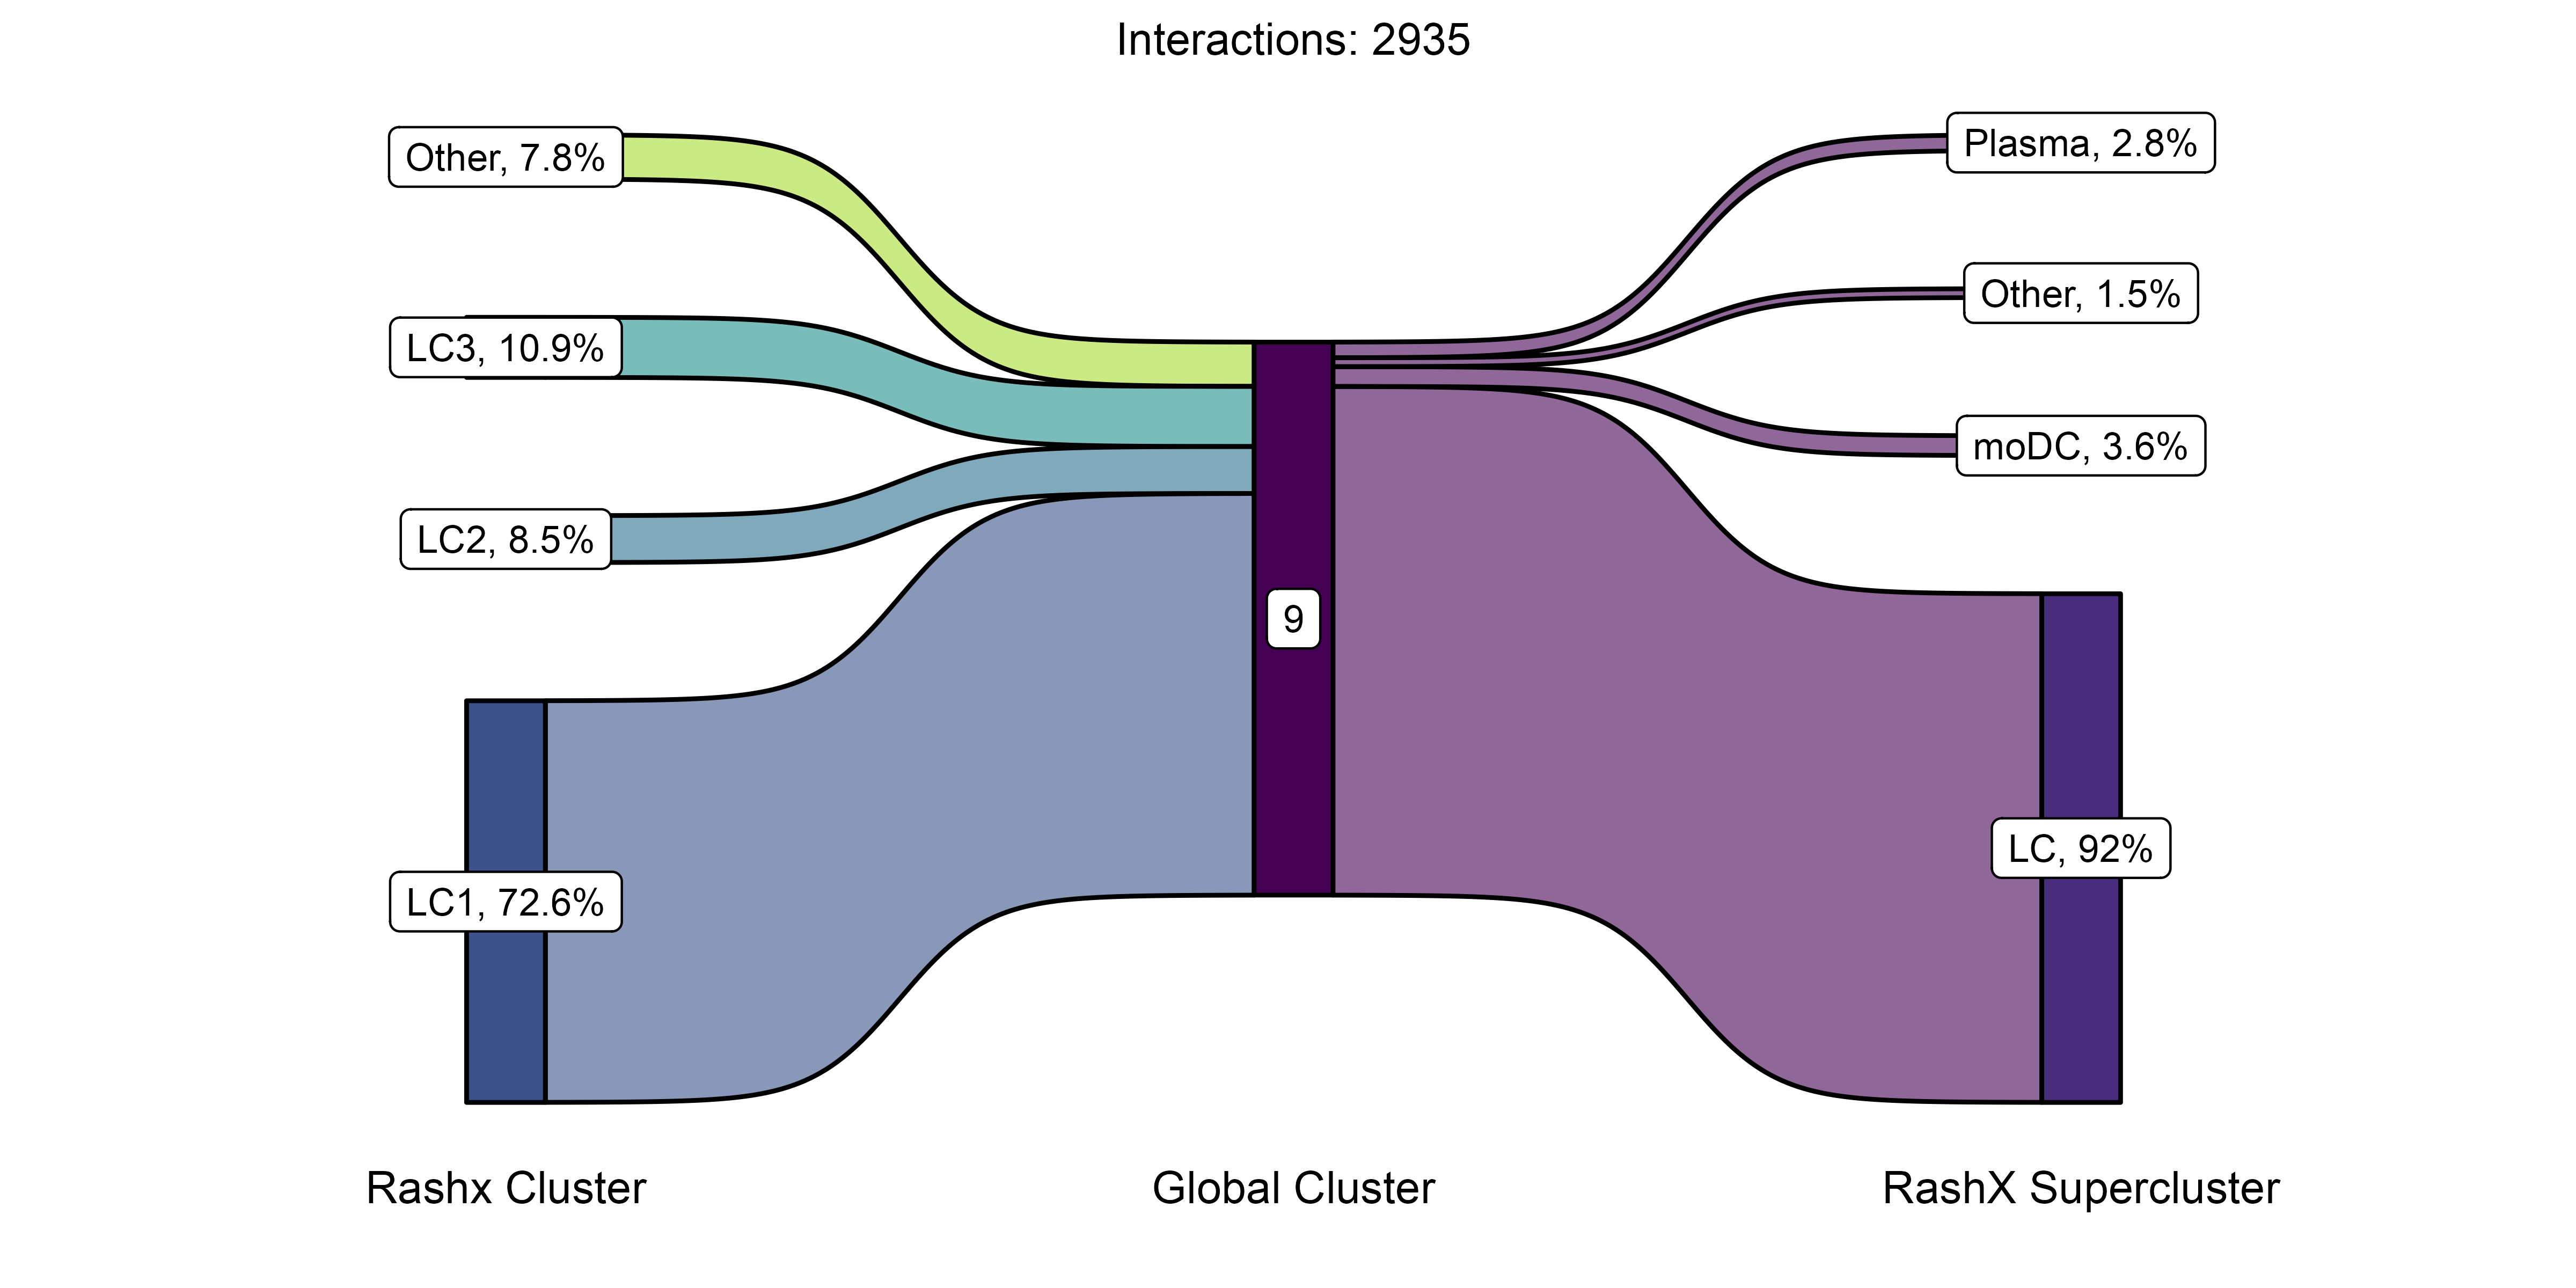 Interactions: 2935
Other, 7.8%
LC3, 10.9%
LC2, 8.5%
LC1, 72.6%
9
Plasma, 2.8%
Other, 1.5%
moDC, 3.6%
LC, 92%
Rashx Cluster
Global Cluster
RashX Supercluster